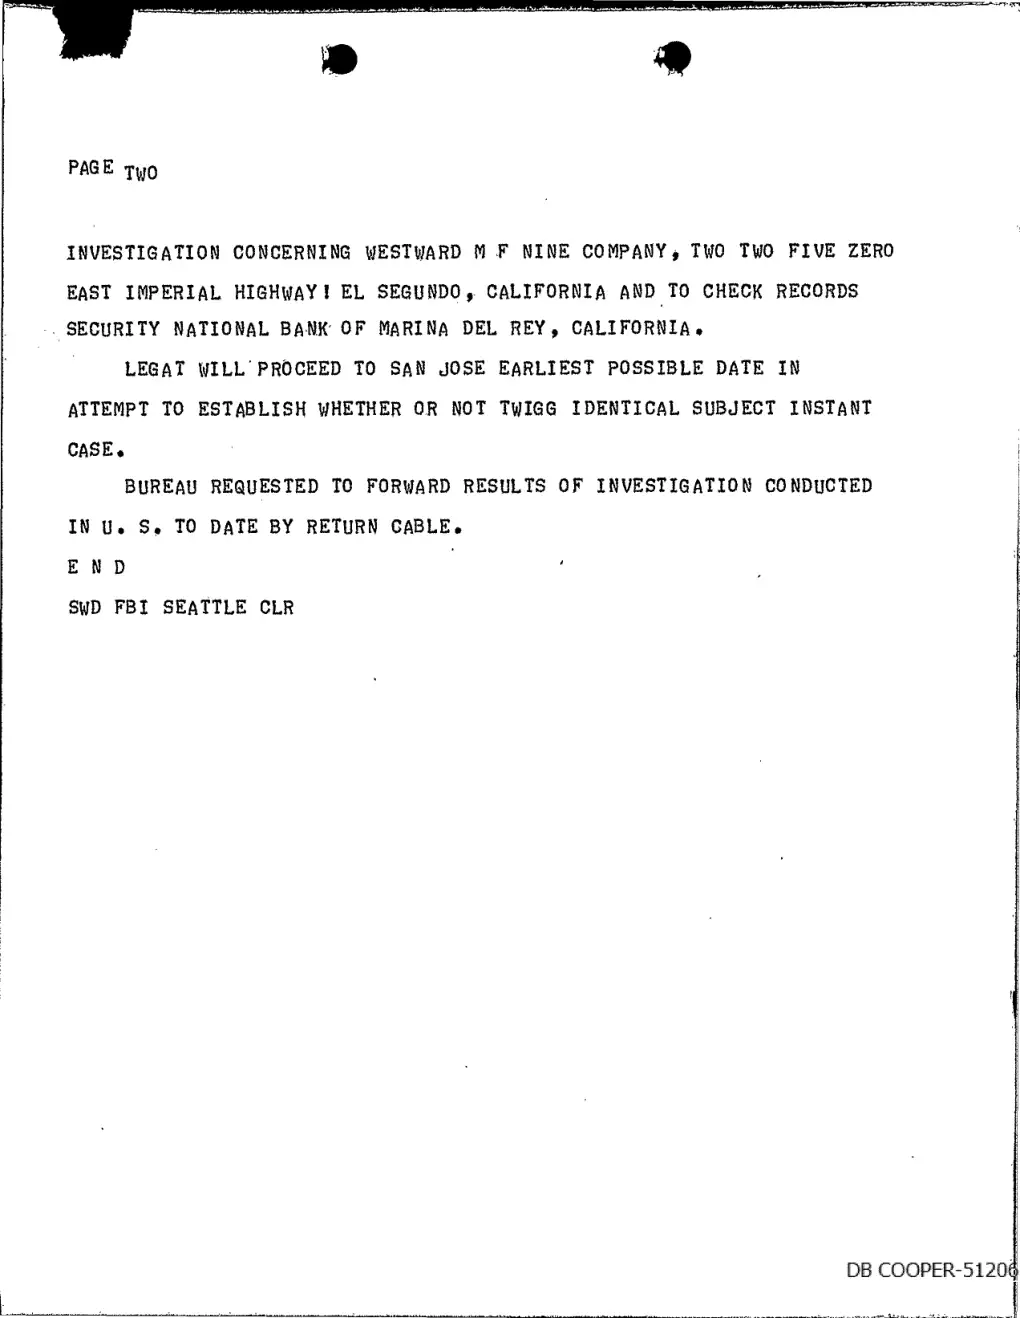 PAGE TWO
INVESTIGATION CONCERNING WESTWARD M F NINE COMPANY, TWO TWO FIVE ZERO
EAST IMPERIAL HIGHWAY! EL SEGUNDO, CALIFORNIA AND TO CHECK RECORDS
SECURITY NATIONAL BANK OF MARINA DEL REY, CALIFORNIA.
LEGAT WILL PROCEED TO SAN JOSE EARLIEST POSSIBLE DATE IN
ATTEMPT TO ESTABLISH WHETHER OR NOT TWIGG IDENTICAL SUBJECT INSTANT
CASE.
BUREAU REQUESTED TO FORWARD RESULTS OF INVESTIGATION CONDUCTED
IN U. S. TO DATE BY RETURN CABLE.
E N D
SWD FBI SEATTLE CLR
DB COOPER-51206